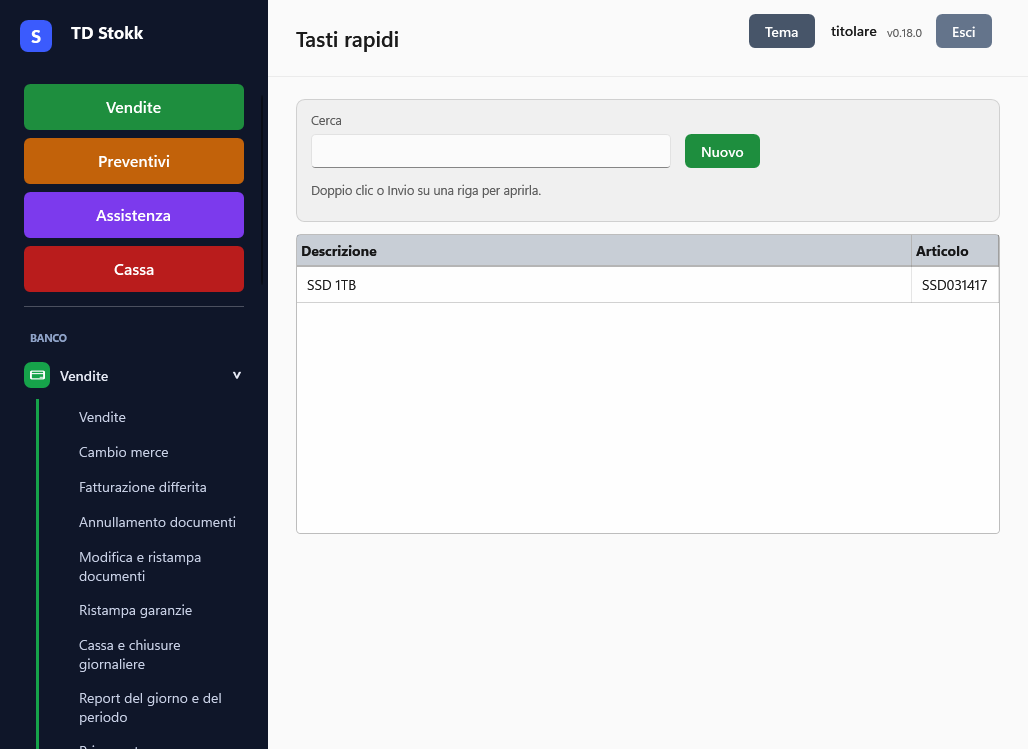 S
TD Stokk
Vendite
Preventivi
Assistenza
Cassa
BANCO
Vendite
Vendite
Cambio merce
Fatturazione differita
Annullamento documenti
Modifica e ristampa
documenti
Ristampa garanzie
Cassa e chiusure
giornaliere
Report del giorno e del
periodo
Tasti rapidi
Tema
titolare
v0.18.0
Esci
Cerca
Nuovo
Doppio clic o Invio su una riga per aprirla.
Descrizione Articolo
SSD 1TB SSD031417